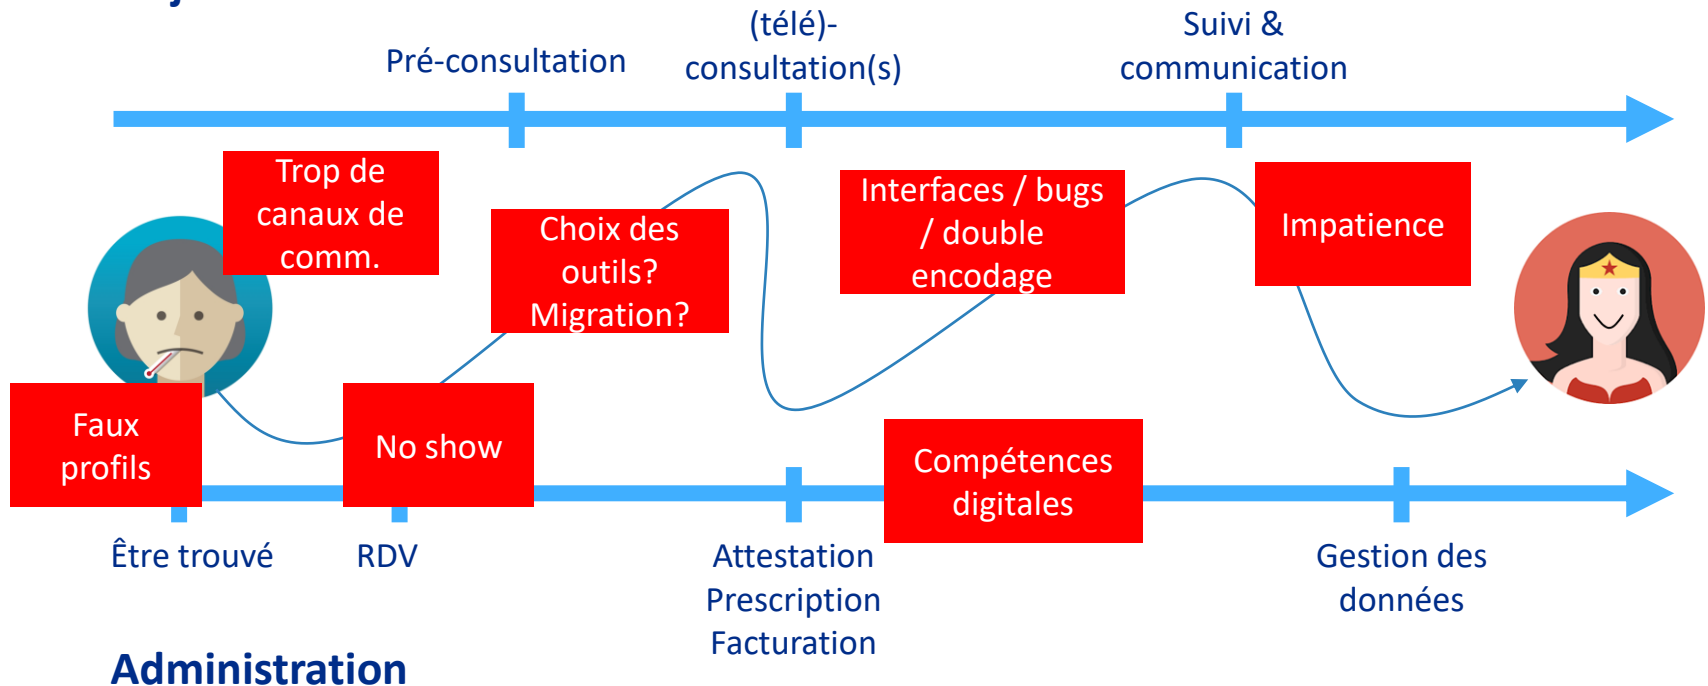 (télé)-
consultation(s)
Suivi &
communication
Pré-consultation
Trop de
canaux de
comm.
Choix des
outils?
Migration?
Interfaces / bugs
/ double
encodage
Impatience
Faux
profils
No show
Compétences
digitales
Être trouvé
RDV
Attestation
Prescription
Facturation
Gestion des
données
Administration